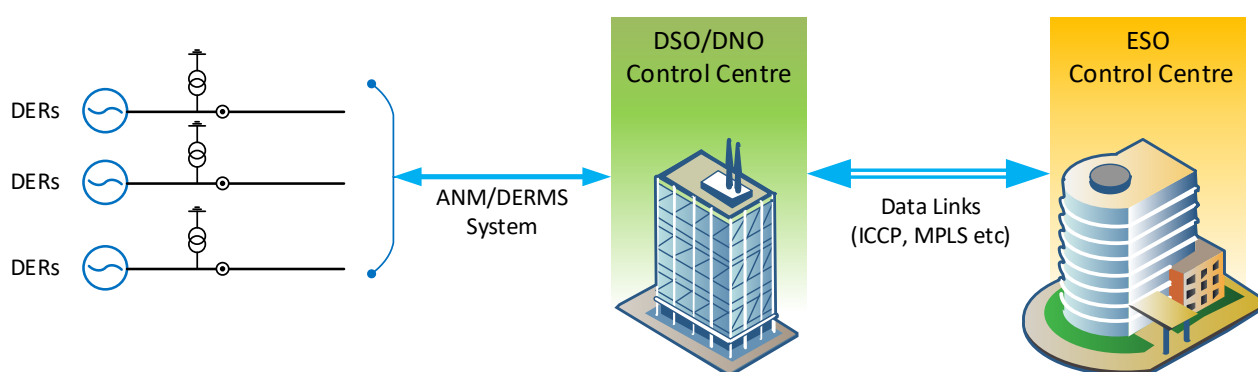 DERs
DERs
DERs
ANM/DERMS
System
DSO/DNO
Control Centre
Data Links
(ICCP, MPLS etc)
ESO
Control Centre